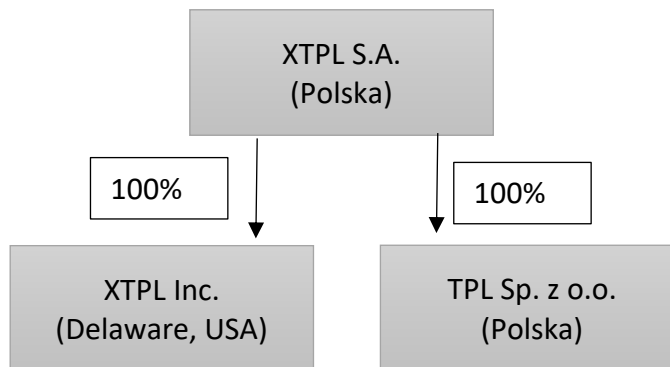 XTPL S.A.
(Polska)
100%
100%
XTPL Inc.
(Delaware, USA)
TPL Sp. z o.o.
(Polska)